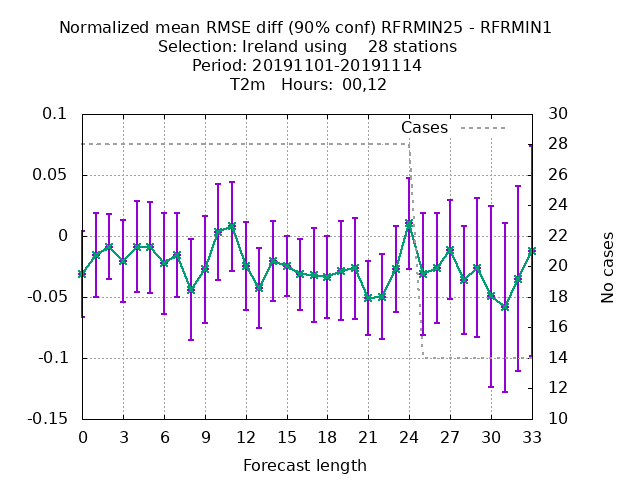 Normalized mean RMSE diff (90% conf) RFRMIN25 - RFRMIN1
Selection: Ireland using    28 stations
Period: 20191101-20191114
T2m   Hours:  00,12
Cases
0.1
0.05
0
-0.05
-0.1
-0.15
30
28
26
24
22
20
18
16
14
12
10
No cases
0 3 6 9 12 15 18 21 24 27 30 33
Forecast length